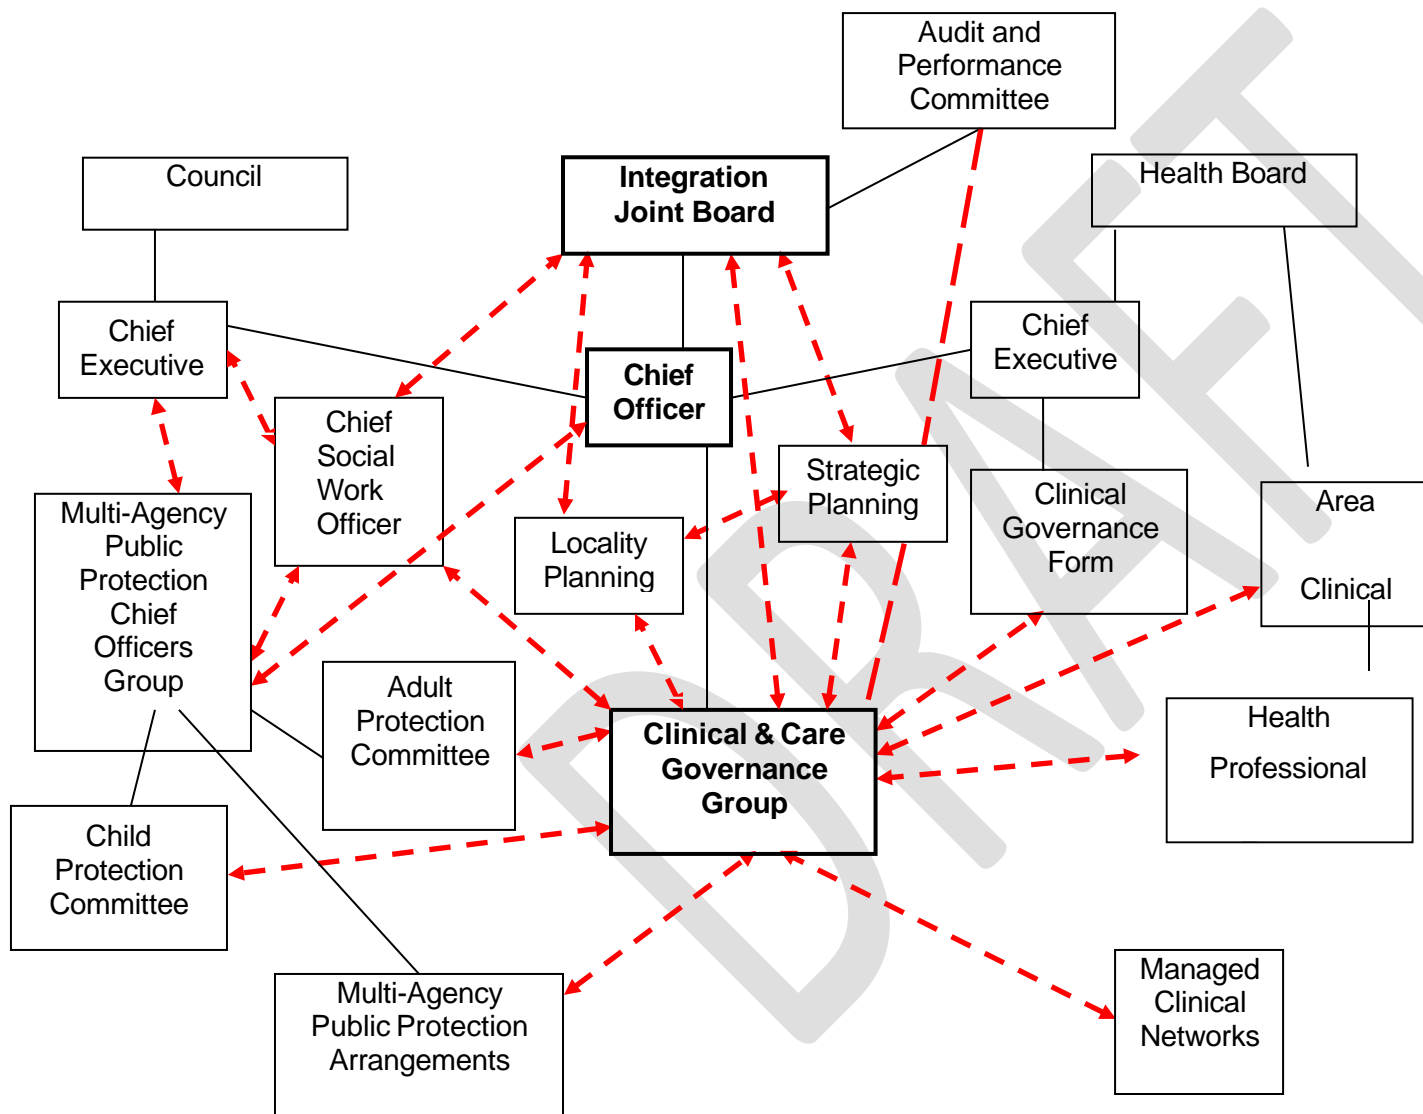 Audit and
Performance
Committee
Council
Integration
Joint Board
Health Board
Chief
Executive
Chief
Officer
Chief
Executive
Chief
Social
Work
Officer
Strategic
Planning
Multi-Agency
Public
Protection
Chief
Officers
Group
Locality
Planning
Clinical
Governance
Form
Area
Clinical
Adult
Protection
Committee
Clinical & Care
Governance
Group
Health
Professional
Child
Protection
Committee
Multi-Agency
Public Protection
Arrangements
Managed
Clinical
Networks
DRAFT